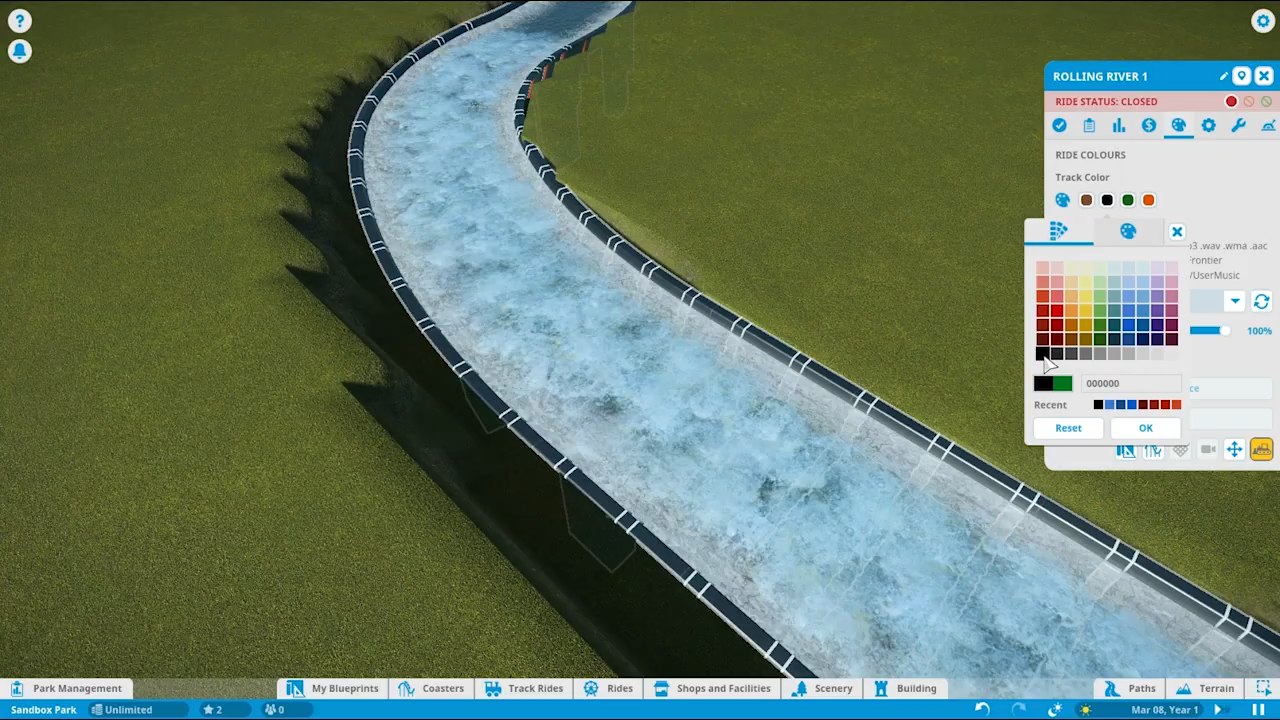 ?
ROLLING RIVER 1
RIDE STATUS: CLOSED
RIDE COLOURS
Track Color
.wav .wma .aac
rontier
/UserMusic
100%
000000
Recent
Reset
OK
Park Management
My Blueprints
Coasters
Track Rides
Rides
Shops and Facilities
Scenery
Building
Paths
Terrain
Sandbox Park
Unlimited
2
0
Mar 08, Year 1